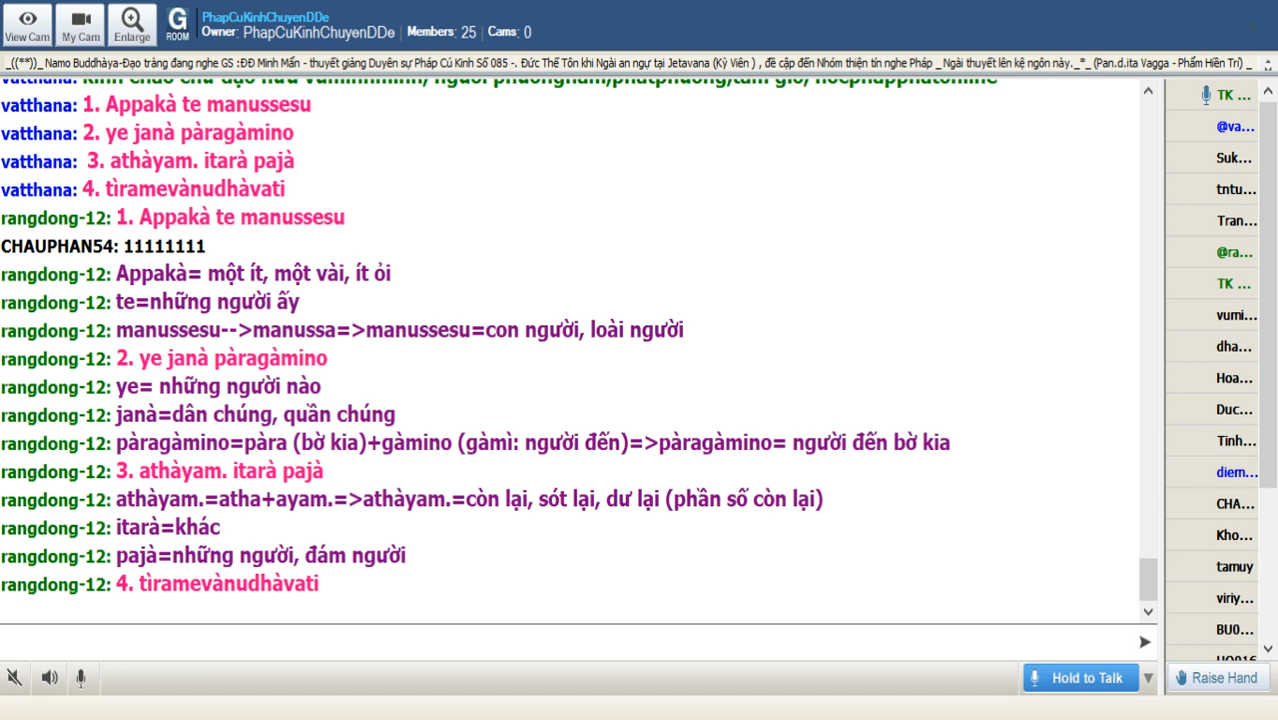 PhapCuKinhChuyenDDe
Owner: PhapCuKinhChuyenDDe Members: 25 Cams: 0
View Cam
My Cam
Enlarge
G
ROOM
_((**))_ Namo Buddhàya-Đạo tràng đang nghe GS :ĐĐ Minh Mẫn - thuyết giảng Duyên sự Pháp Cú Kinh Số 085 -. Đức Thế Tôn khi Ngài an ngự tại Jetavana (Kỳ Viên ) , đề cập đến Nhóm thiện tín nghe Pháp _ Ngài thuyết lên kệ ngôn này._*_ (Pan.d.ita Vagga - Phẩm Hiền Trí) _
vatthana: 1. Appakà te manussesu
vatthana: 2. ye janà pàragàmino
vatthana: 3. athàyam. itarà pajà
vatthana: 4. tìramevànudhàvati
rangdong-12: 1. Appakà te manussesu
CHAUPHAN54: 11111111
rangdong-12: Appakà= một ít, một vài, ít ỏi
rangdong-12: te=những người ấy
rangdong-12: manussesu-->manussa=>manussesu=con người, loài người
rangdong-12: 2. ye janà pàragàmino
rangdong-12: ye= những người nào
rangdong-12: janà=dân chúng, quần chúng
rangdong-12: pàragàmino=pàra (bờ kia)+gàmino (gàmì: người đến)=>pàragàmino= người đến bờ kia
rangdong-12: 3. athàyam. itarà pajà
rangdong-12: athàyam.=atha+ayam.=>athàyam.=còn lại, sót lại, dư lại (phần số còn lại)
rangdong-12: itarà=khác
rangdong-12: pajà=những người, đám người
rangdong-12: 4. tìramevànudhàvati
TK ...
@va...
Suk...
tntu...
Tran...
@ra...
TK ...
vumi...
dha...
Hoa...
Duc...
Tinh...
diem...
CHA...
Kho...
tamuy
viriy...
BU0...
Hold to Talk
Raise Hand